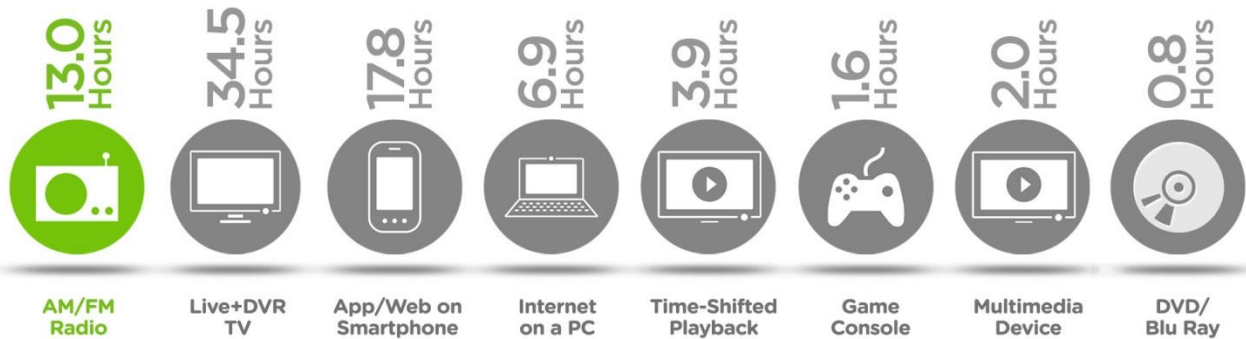 13.0
Hours
34.5
Hours
17.8
Hours
6.9
Hours
3.9
Hours
1.6
Hours
2.0
Hours
0.8
Hours
AM/FM
Radio
Live+DVR
TV
App/Web on
Smartphone
Internet
on a PC
Time-Shifted
Playback
Game
Console
Multimedia
Device
DVD/
Blu Ray